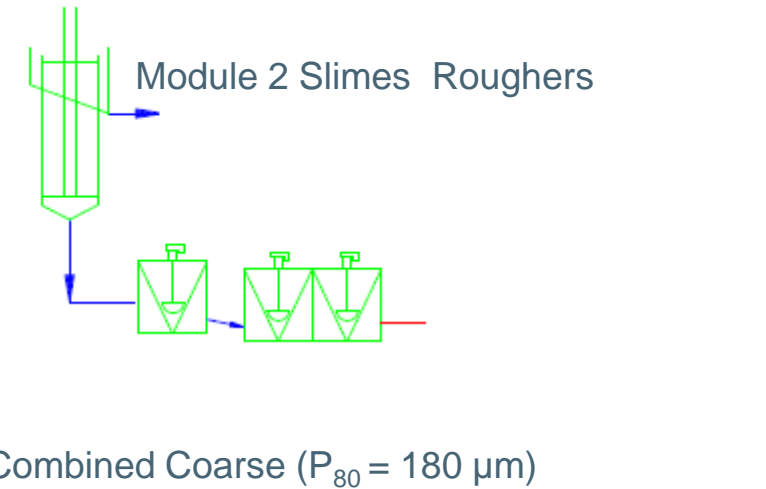 Module 2 Slimes  Roughers
Combined Coarse (P80 = 180 µm)